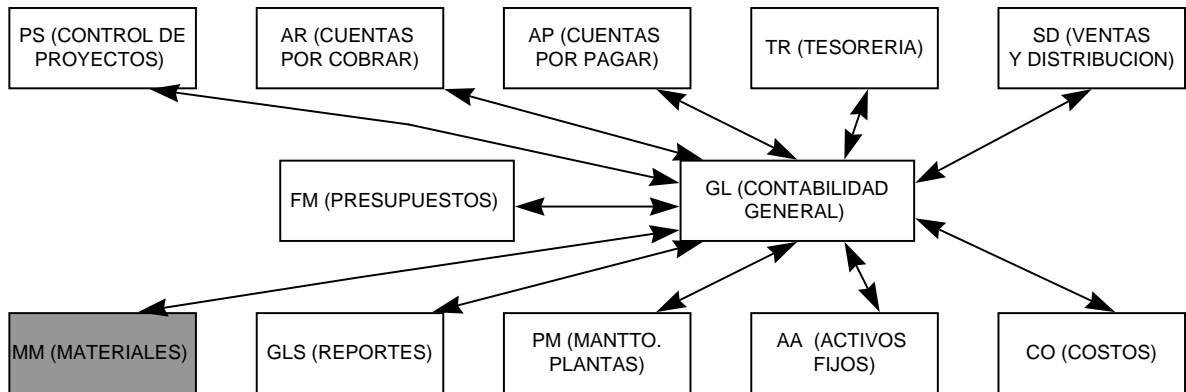 PS (CONTROL DE
PROYECTOS)
AR (CUENTAS
POR COBRAR)
AP (CUENTAS
POR PAGAR)
TR (TESORERIA)
SD (VENTAS
Y DISTRIBUCION)
FM (PRESUPUESTOS)
GL (CONTABILIDAD
GENERAL)
MM (MATERIALES)
GLS (REPORTES)
PM (MANTTO.
PLANTAS)
AA (ACTIVOS
FIJOS)
CO (COSTOS)